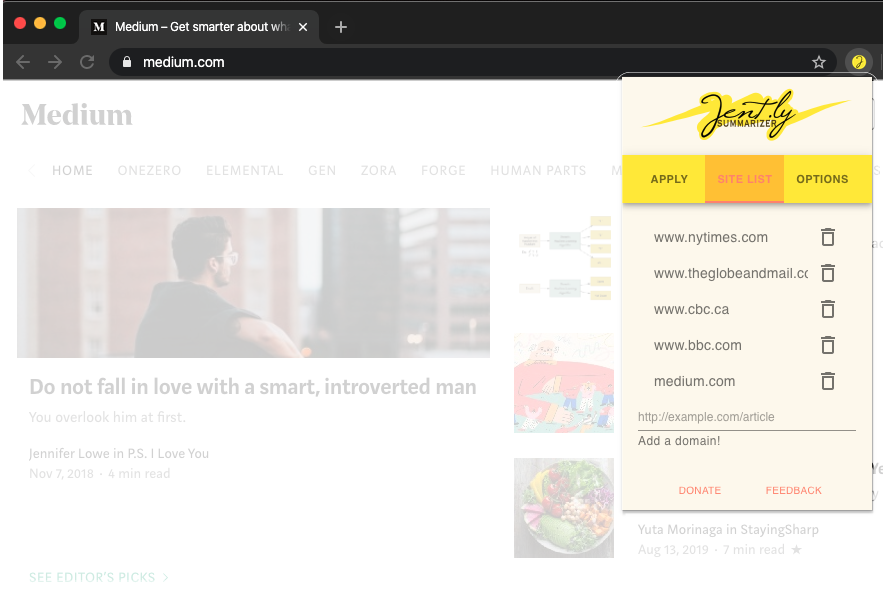 M Medium – Get smarter about wha
medium.com
Medium
HOME ONEZERO ELEMENTAL GEN ZORA FORGE HUMAN PARTS M
Do not fall in love with a smart, introverted man
You overlook him at first.
Jennifer Lowe in P.S. I Love You
Nov 7, 2018 · 4 min read
SEE EDITOR'S PICKS
Jent.ly
SUMMARIZER
APPLY SITE LIST OPTIONS
www.nytimes.com
www.theglobeandmail.co
www.cbc.ca
www.bbc.com
medium.com
http://example.com/article
Add a domain!
DONATE FEEDBACK
Yuta Morinaga in StayingSharp
Aug 13, 2019 · 7 min read ★